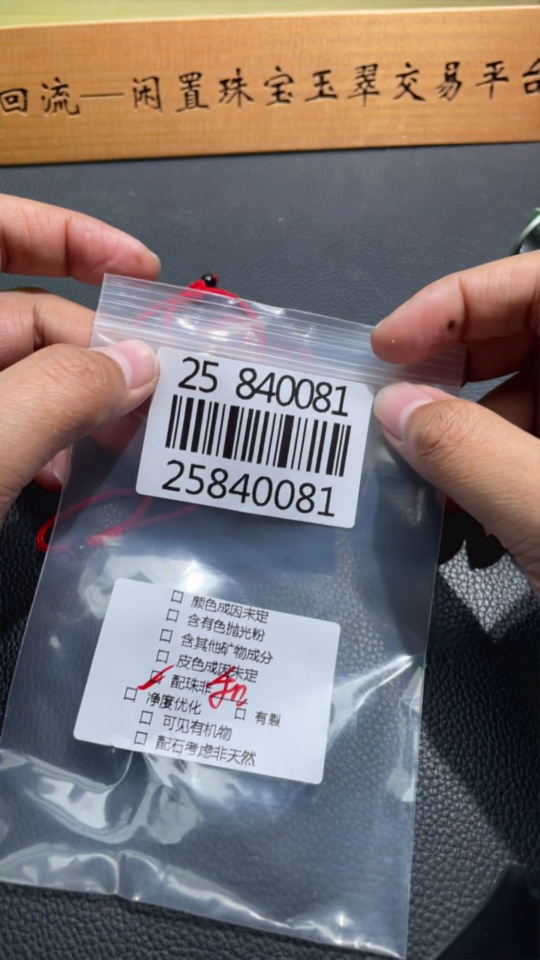 回流—闲置珠宝玉翠交易平台
25 840081
25840081
□ 颜色成因未定
□ 含有色抛光粉
□ 含其他矿物成分
□ 皮色成因未定
□ 配珠非
□ 净度优化 □ 有裂
□ 可见有机物
□ 配石考虑非天然